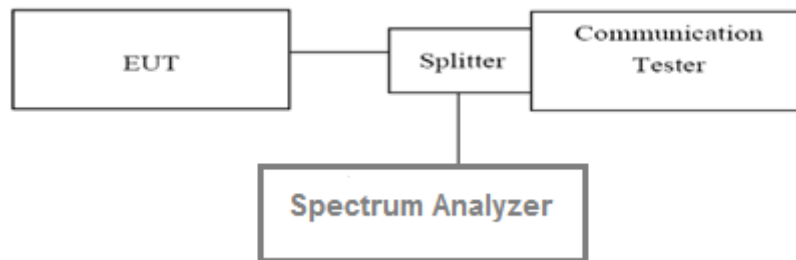 EUT
Splitter
Communication
Tester
Spectrum Analyzer